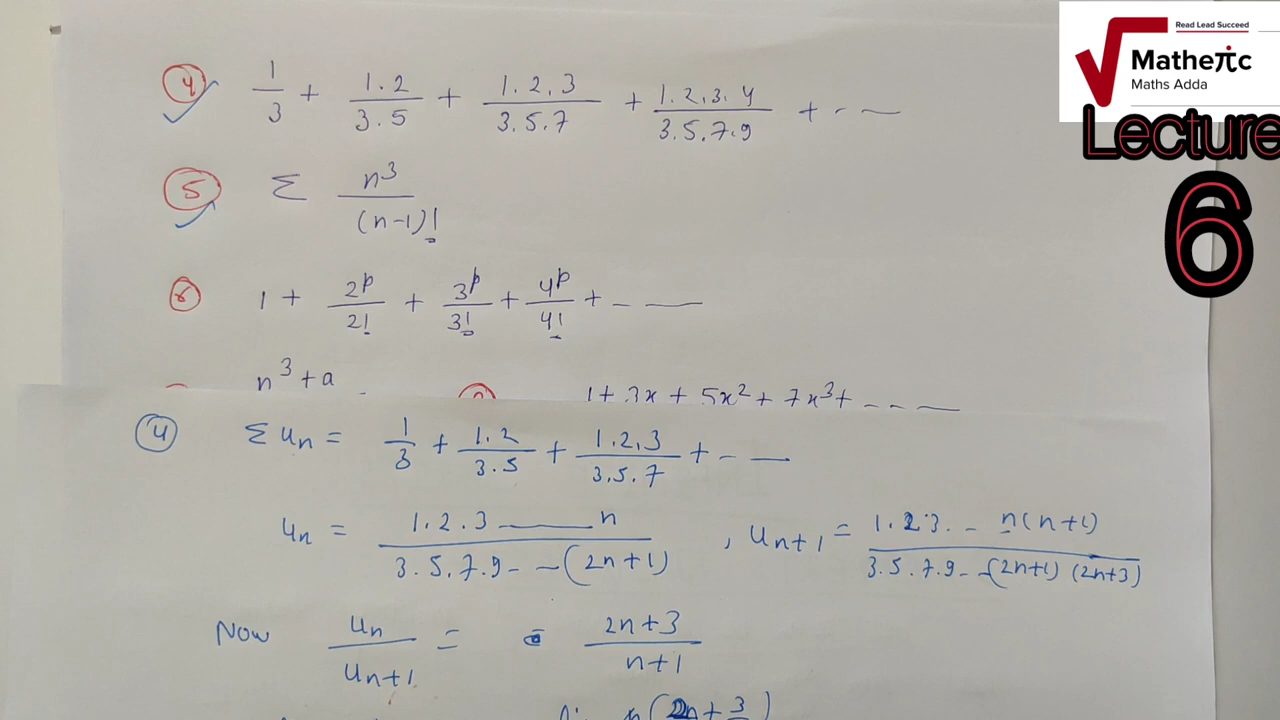 Read Lead Succeed
Matheπc
Maths Adda
Lecture
6
(4) 1/3 + 1.2/3.5 + 1.2.3/3.5.7 + 1.2.3.4/3.5.7.9 + - —
(5) Σ n³/(n-1)!
(6) 1 + 2^p/2! + 3^p/3! + 4^p/4! + - —
n³+a
1 + 3x + 5x² + 7x³ + - - —
(4) Σ un = 1/3 + 1.2/3.5 + 1.2.3/3.5.7 + - —
un = 1.2.3 — n / 3.5.7.9 - - (2n+1) , un+1 = 1.2.3. - n(n+1) / 3.5.7.9 - - (2n+1) (2n+3)
Now un/un+1 = 2n+3/n+1